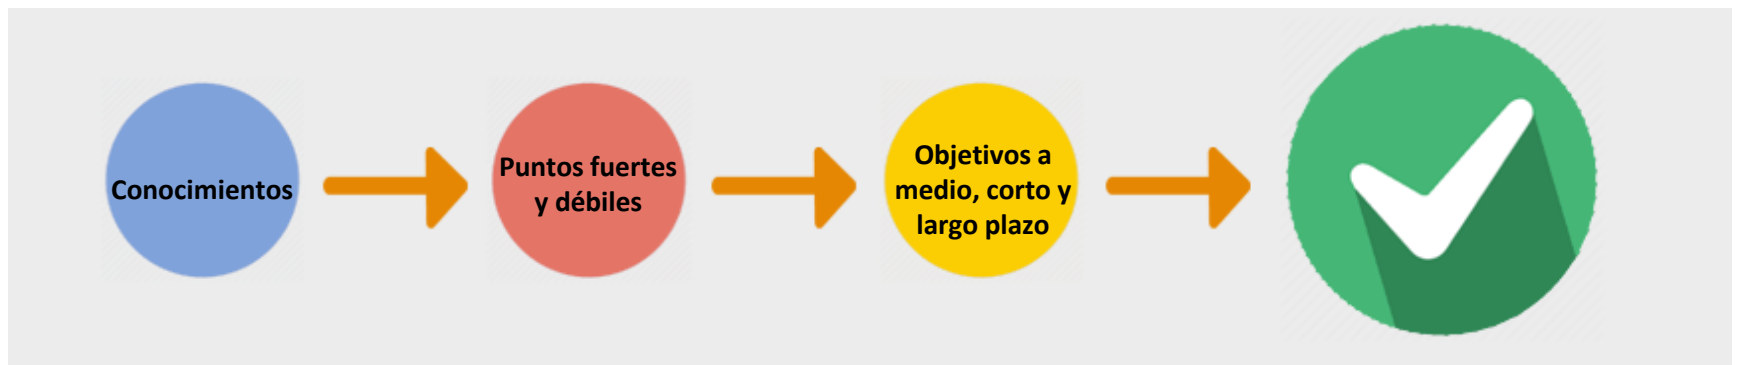 Conocimientos
Puntos fuertes
y débiles
Objetivos a
medio, corto y
largo plazo